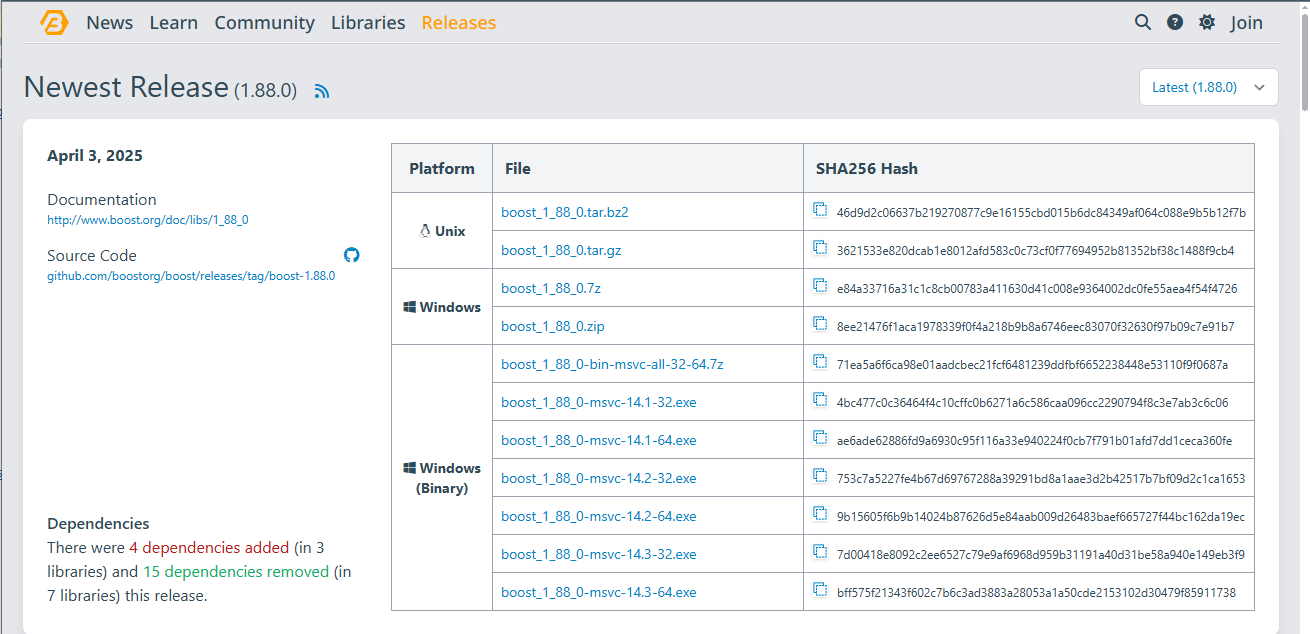 News Learn Community Libraries Releases Join
Newest Release (1.88.0)
Latest (1.88.0)
April 3, 2025
Documentation
http://www.boost.org/doc/libs/1_88_0
Source Code
github.com/boostorg/boost/releases/tag/boost-1.88.0
Dependencies
There were 4 dependencies added (in 3
libraries) and 15 dependencies removed (in
7 libraries) this release.
Platform File SHA256 Hash
Unix
boost_1_88_0.tar.bz2 46d9d2c06637b219270877c9e16155cbd015b6dc84349af064c088e9b5b12f7b
boost_1_88_0.tar.gz 3621533e820dcab1e8012afd583c0c73cf0f77694952b81352bf38c1488f9cb4
Windows
boost_1_88_0.7z e84a33716a31c1c8cb00783a411630d41c008e9364002dc0fe55aea4f54f4726
boost_1_88_0.zip 8ee21476f1aca1978339f0f4a218b9b8a6746eec83070f32630f97b09c7e91b7
Windows
(Binary)
boost_1_88_0-bin-msvc-all-32-64.7z 71ea5a6f6ca98e01aadcbec21fcf6481239ddfbf6652238448e53110f9f0687a
boost_1_88_0-msvc-14.1-32.exe 4bc477c0c36464f4c10cffc0b6271a6c586caa096cc2290794f8c3e7ab3c6c06
boost_1_88_0-msvc-14.1-64.exe ae6ade62886fd9a6930c95f116a33e940224f0cb7f791b01afd7dd1ceca360fe
boost_1_88_0-msvc-14.2-32.exe 753c7a5227fe4b67d69767288a39291bd8a1aae3d2b42517b7bf09d2c1ca1653
boost_1_88_0-msvc-14.2-64.exe 9b15605f6b9b14024b87626d5e84aab009d26483baef665727f44bc162da19ec
boost_1_88_0-msvc-14.3-32.exe 7d00418e8092c2ee6527c79e9af6968d959b31191a40d31be58a940e149eb3f9
boost_1_88_0-msvc-14.3-64.exe bff575f21343f602c7b6c3ad3883a28053a1a50cde2153102d30479f85911738